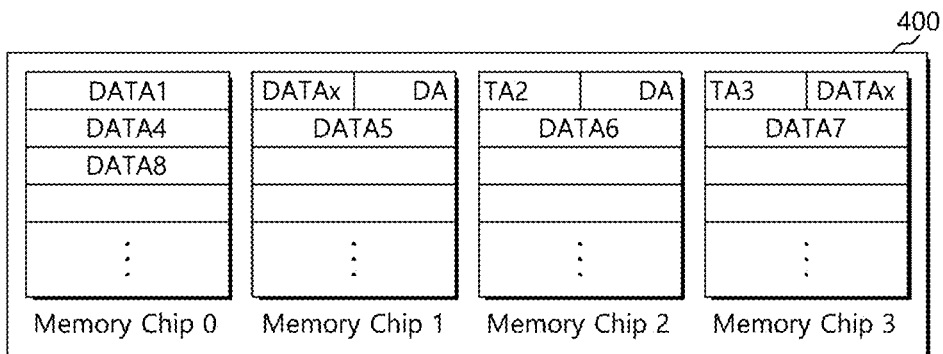 400
DATA1 DATAx DA TA2 DA TA3 DATAx
DATA4 DATA5 DATA6 DATA7
DATA8
Memory Chip 0 Memory Chip 1 Memory Chip 2 Memory Chip 3